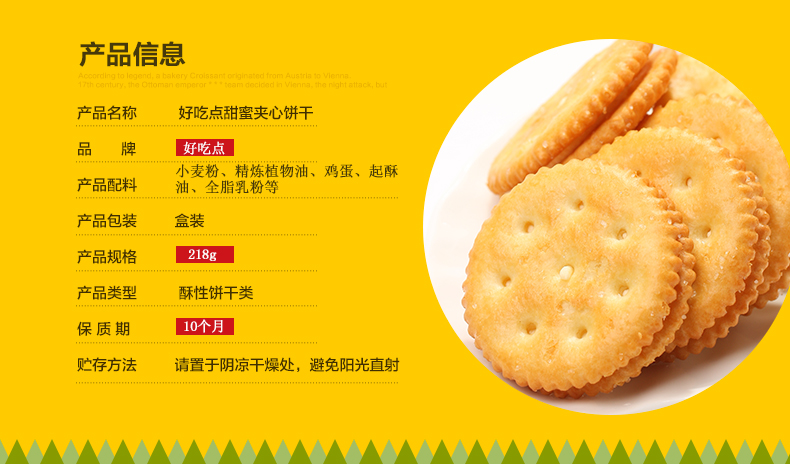 产品信息
According to legend, a bakery Croissant originated from Austria to Vienna.
17th century, the Ottoman emperor * * * team decided in Vienna, the night attack, but
产品名称 好吃点甜蜜夹心饼干
品 牌 好吃点
产品配料 小麦粉、精炼植物油、鸡蛋、起酥
油、全脂乳粉等
产品包装 盒装
产品规格 218g
产品类型 酥性饼干类
保 质 期 10个月
贮存方法 请置于阴凉干燥处，避免阳光直射